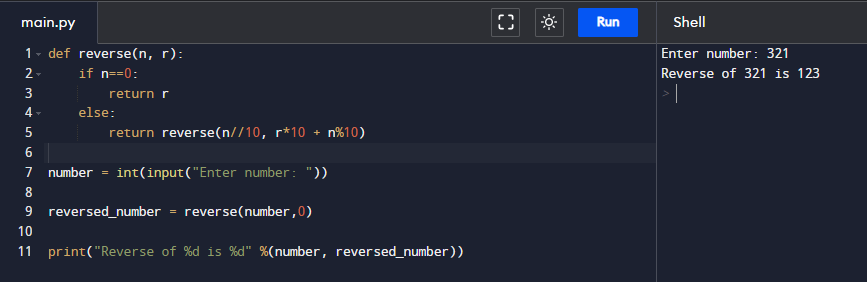 main.py
Run
Shell
1 def reverse(n, r):
2     if n==0:
3         return r
4     else:
5         return reverse(n//10, r*10 + n%10)
6
7 number = int(input("Enter number: "))
8
9 reversed_number = reverse(number,0)
10
11 print("Reverse of %d is %d" %(number, reversed_number))
Enter number: 321
Reverse of 321 is 123
>